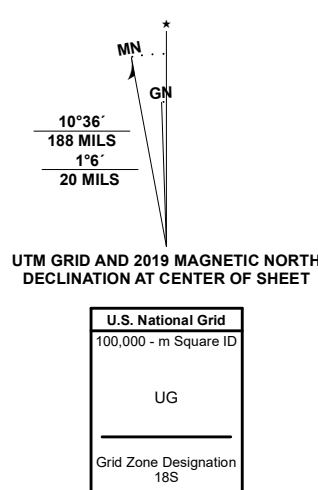 MN
GN
10°36´
188 MILS
1°6´
20 MILS
UTM GRID AND 2019 MAGNETIC NORTH
DECLINATION AT CENTER OF SHEET
U.S. National Grid
100,000 - m Square ID
UG
Grid Zone Designation
18S